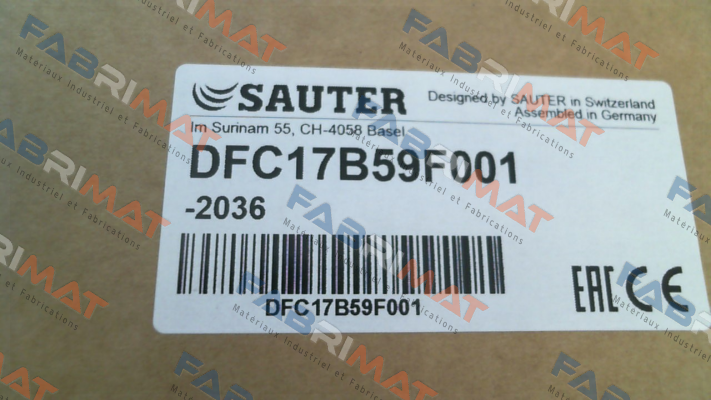 SAUTER
Designed by SAUTER in Switzerland
Assembled in Germany
Im Surinam 55, CH-4058 Basel
DFC17B59F001
-2036
DFC17B59F001
EAC CE
FABRIMAT
Matériaux Industriel et Fabrications